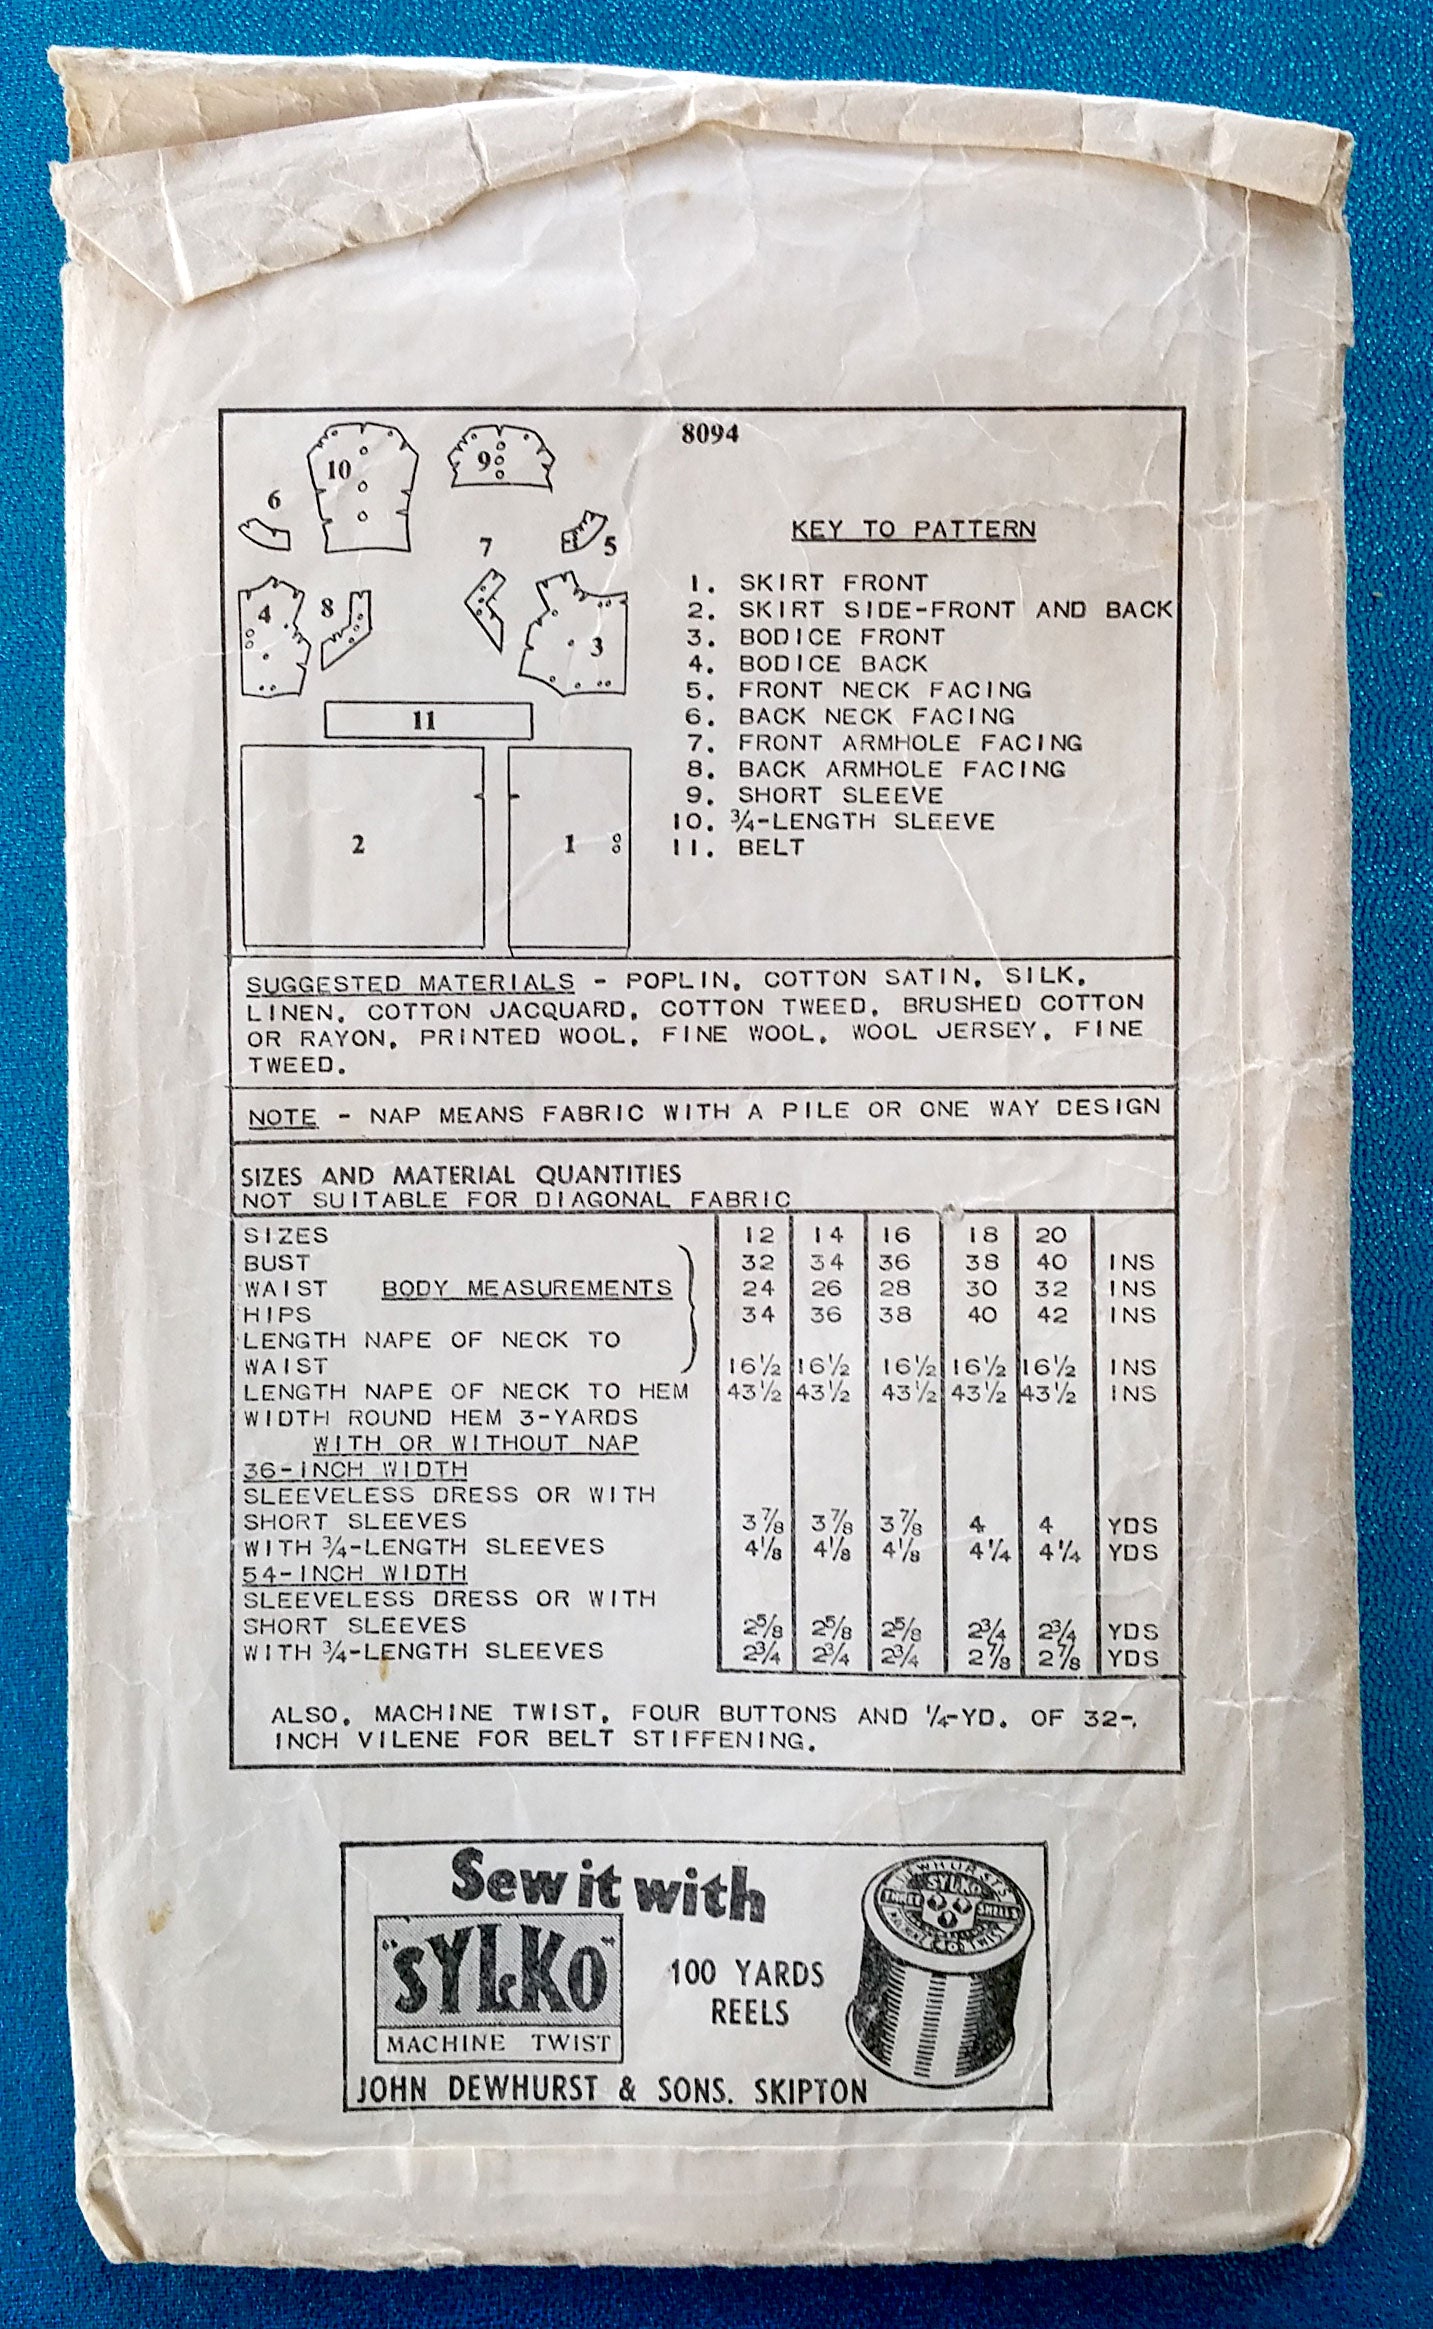 8094
10
9
6
7
5
4
8
3
11
2
1
KEY TO PATTERN
1. SKIRT FRONT
2. SKIRT SIDE-FRONT AND BACK
3. BODICE FRONT
4. BODICE BACK
5. FRONT NECK FACING
6. BACK NECK FACING
7. FRONT ARMHOLE FACING
8. BACK ARMHOLE FACING
9. SHORT SLEEVE
10. ¾-LENGTH SLEEVE
11. BELT
SUGGESTED MATERIALS - POPLIN, COTTON SATIN, SILK,
LINEN, COTTON JACQUARD, COTTON TWEED, BRUSHED COTTON
OR RAYON, PRINTED WOOL, FINE WOOL, WOOL JERSEY, FINE
TWEED.
NOTE - NAP MEANS FABRIC WITH A PILE OR ONE WAY DESIGN
SIZES AND MATERIAL QUANTITIES
NOT SUITABLE FOR DIAGONAL FABRIC
SIZES 12 14 16 18 20
BUST 32 34 36 38 40 INS
WAIST BODY MEASUREMENTS 24 26 28 30 32 INS
HIPS 34 36 38 40 42 INS
LENGTH NAPE OF NECK TO
WAIST 16½ 16½ 16½ 16½ 16½ INS
LENGTH NAPE OF NECK TO HEM 43½ 43½ 43½ 43½ 43½ INS
WIDTH ROUND HEM 3-YARDS
WITH OR WITHOUT NAP
36-INCH WIDTH
SLEEVELESS DRESS OR WITH
SHORT SLEEVES 3⅞ 3⅞ 3⅞ 4 4 YDS
WITH ¾-LENGTH SLEEVES 4⅛ 4⅛ 4⅛ 4¼ 4¼ YDS
54-INCH WIDTH
SLEEVELESS DRESS OR WITH
SHORT SLEEVES 2⅝ 2⅝ 2⅝ 2¾ 2¾ YDS
WITH ¾-LENGTH SLEEVES 2¾ 2¾ 2¾ 2⅞ 2⅞ YDS
ALSO, MACHINE TWIST, FOUR BUTTONS AND ¼-YD. OF 32-
INCH VILENE FOR BELT STIFFENING.
Sew it with
"SYLKO"
MACHINE TWIST
100 YARDS
REELS
JOHN DEWHURST & SONS. SKIPTON
DEWHURST'S
SYLKO
THREE SHELLS